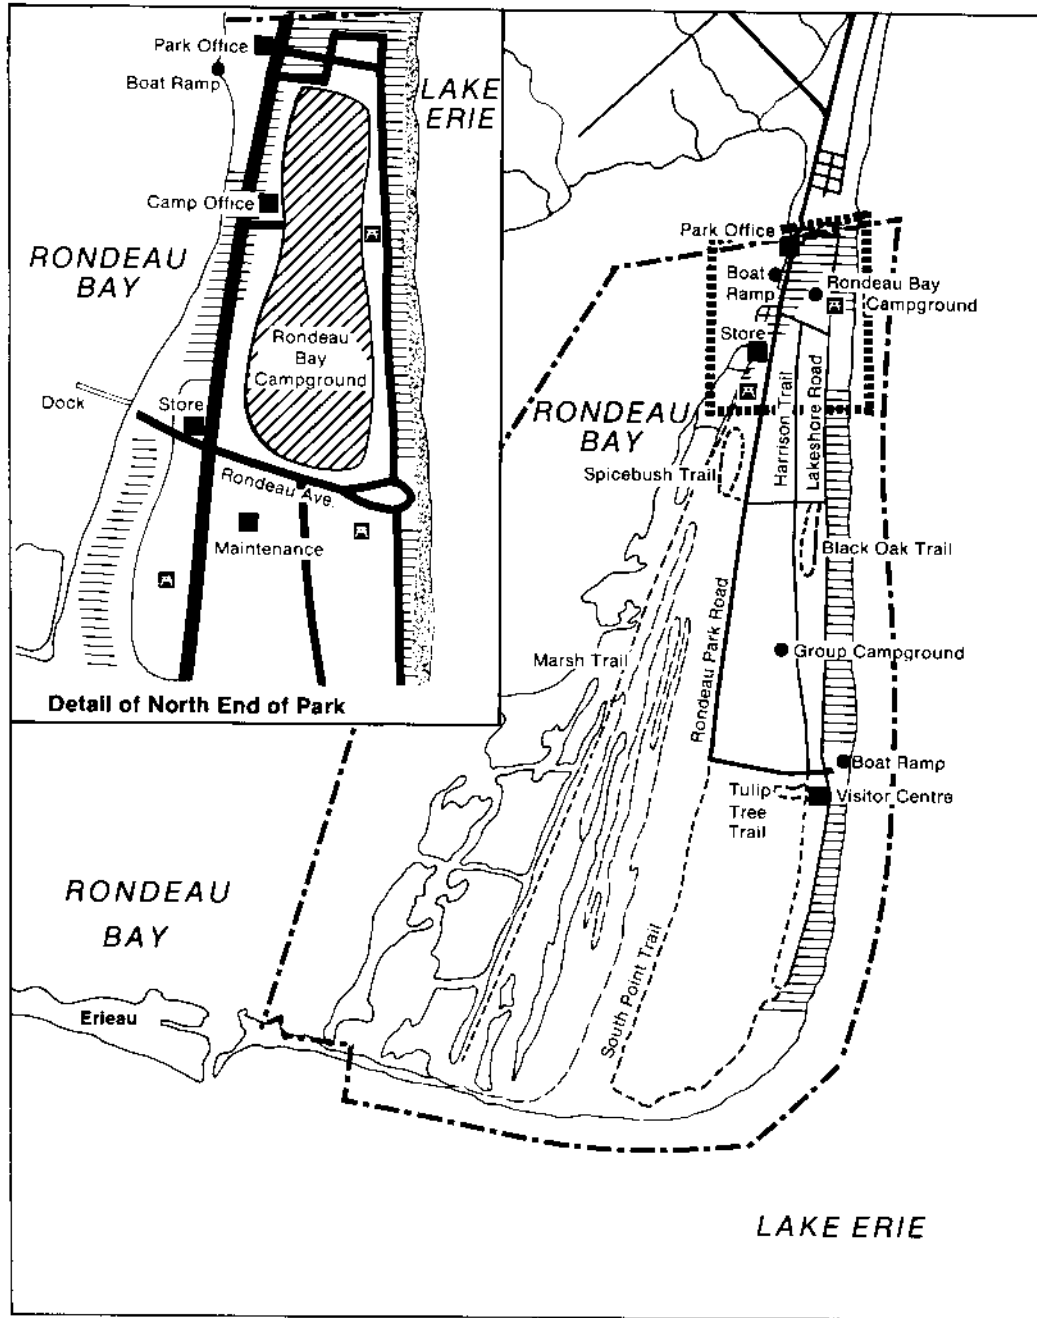 Park Office
Boat Ramp
LAKE
ERIE
Camp Office
RONDEAU
BAY
Rondeau
Bay
Campground
Dock
Store
Rondeau Ave.
Maintenance
Detail of North End of Park
Park Office
Boat
Ramp
Rondeau Bay
Campground
Store
RONDEAU
BAY
Harrison Trail
Lakeshore Road
Spicebush Trail
Black Oak Trail
Marsh Trail
Rondeau Park Road
Group Campground
Boat Ramp
Tulip
Tree
Trail
Visitor Centre
RONDEAU
BAY
South Point Trail
Erieau
LAKE ERIE